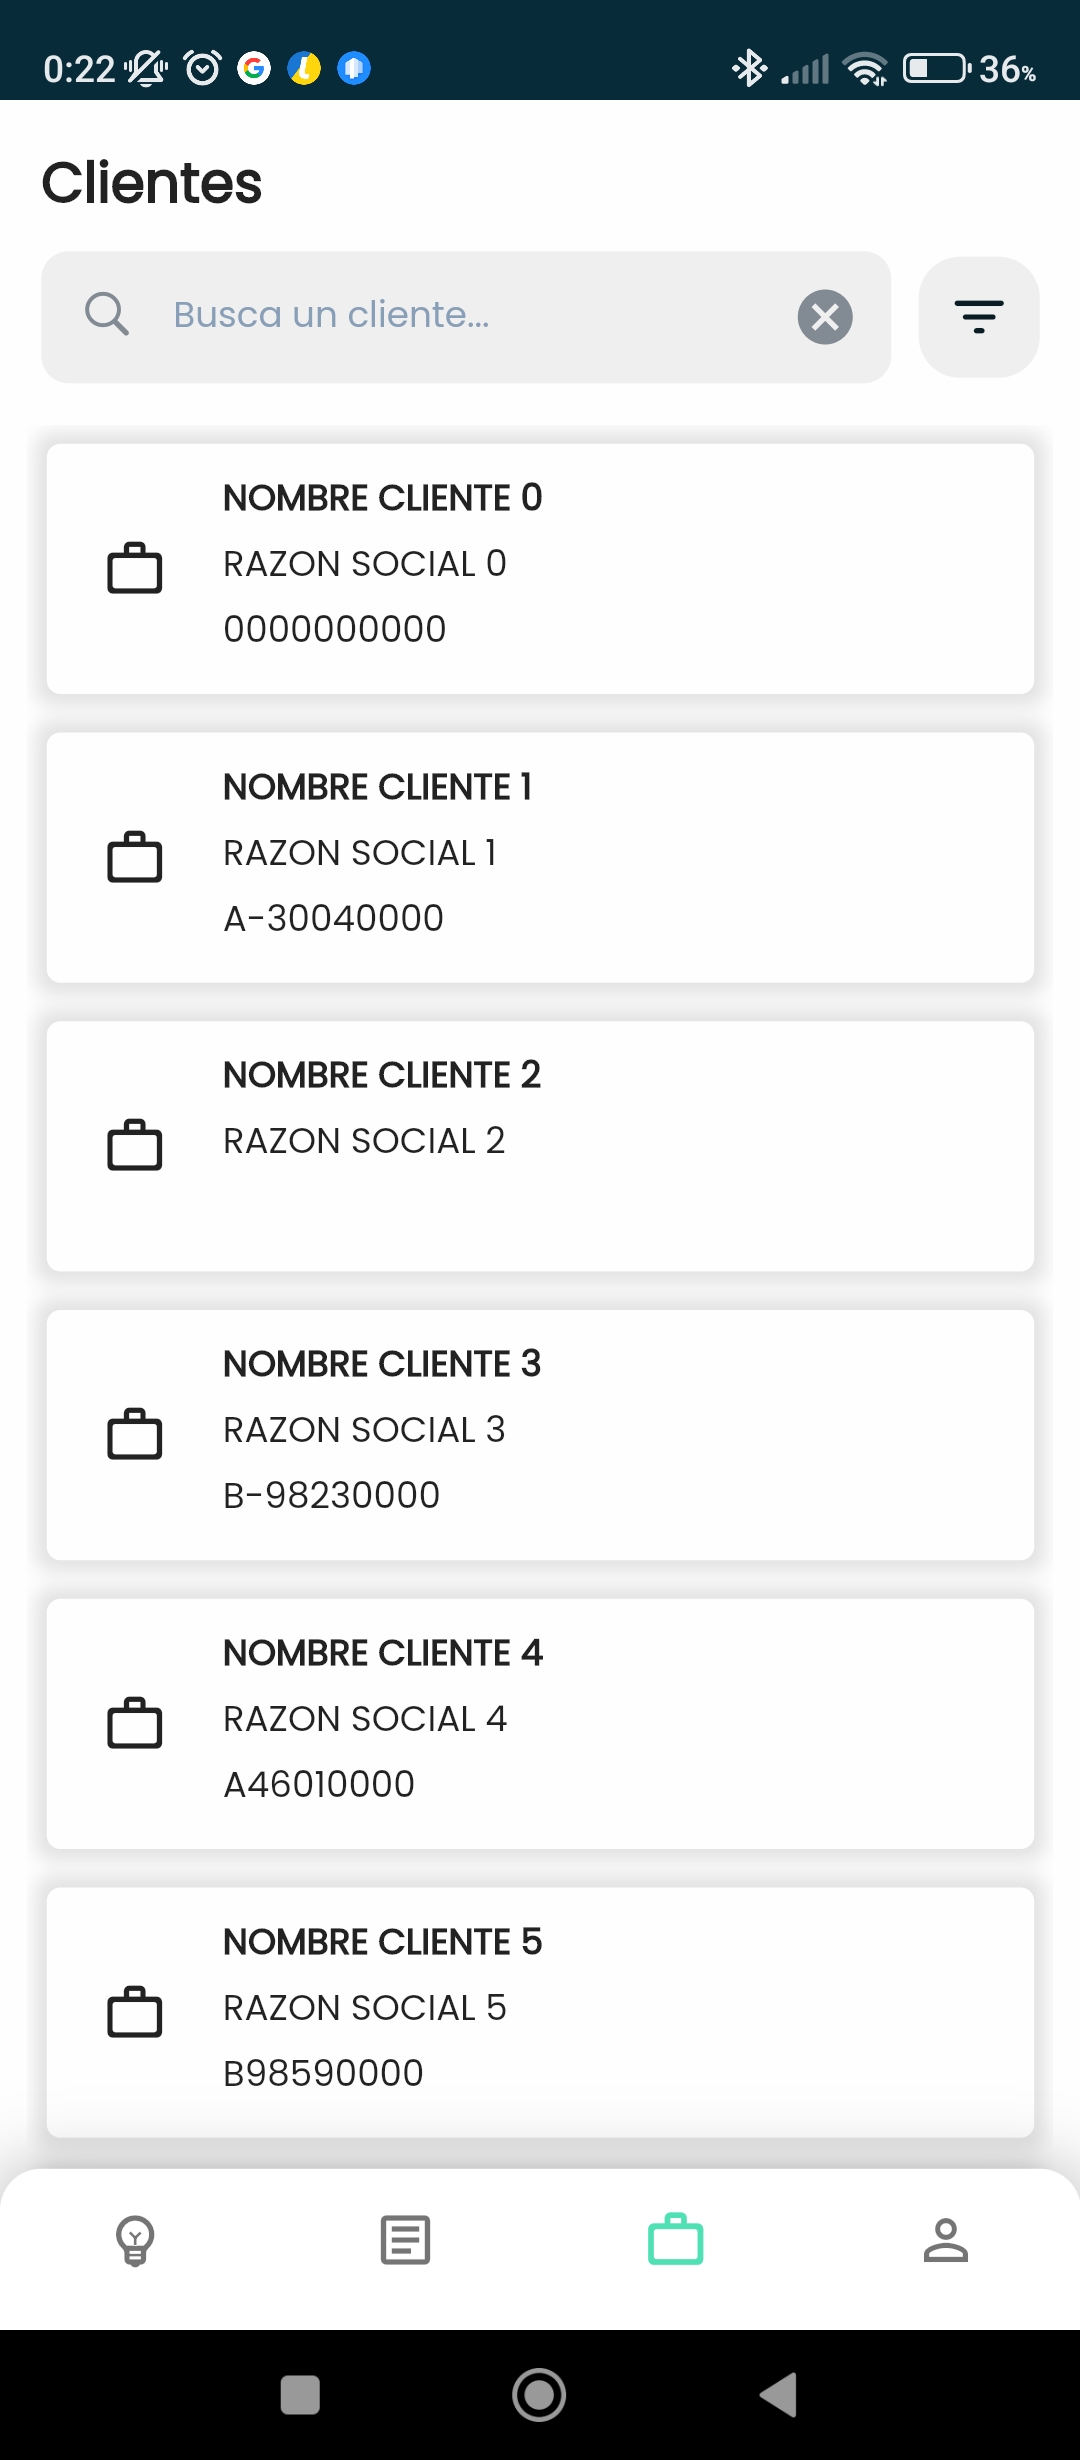 0:22
36%
Clientes
Busca un cliente...
NOMBRE CLIENTE 0
RAZON SOCIAL 0
0000000000
NOMBRE CLIENTE 1
RAZON SOCIAL 1
A-30040000
NOMBRE CLIENTE 2
RAZON SOCIAL 2
NOMBRE CLIENTE 3
RAZON SOCIAL 3
B-98230000
NOMBRE CLIENTE 4
RAZON SOCIAL 4
A46010000
NOMBRE CLIENTE 5
RAZON SOCIAL 5
B98590000